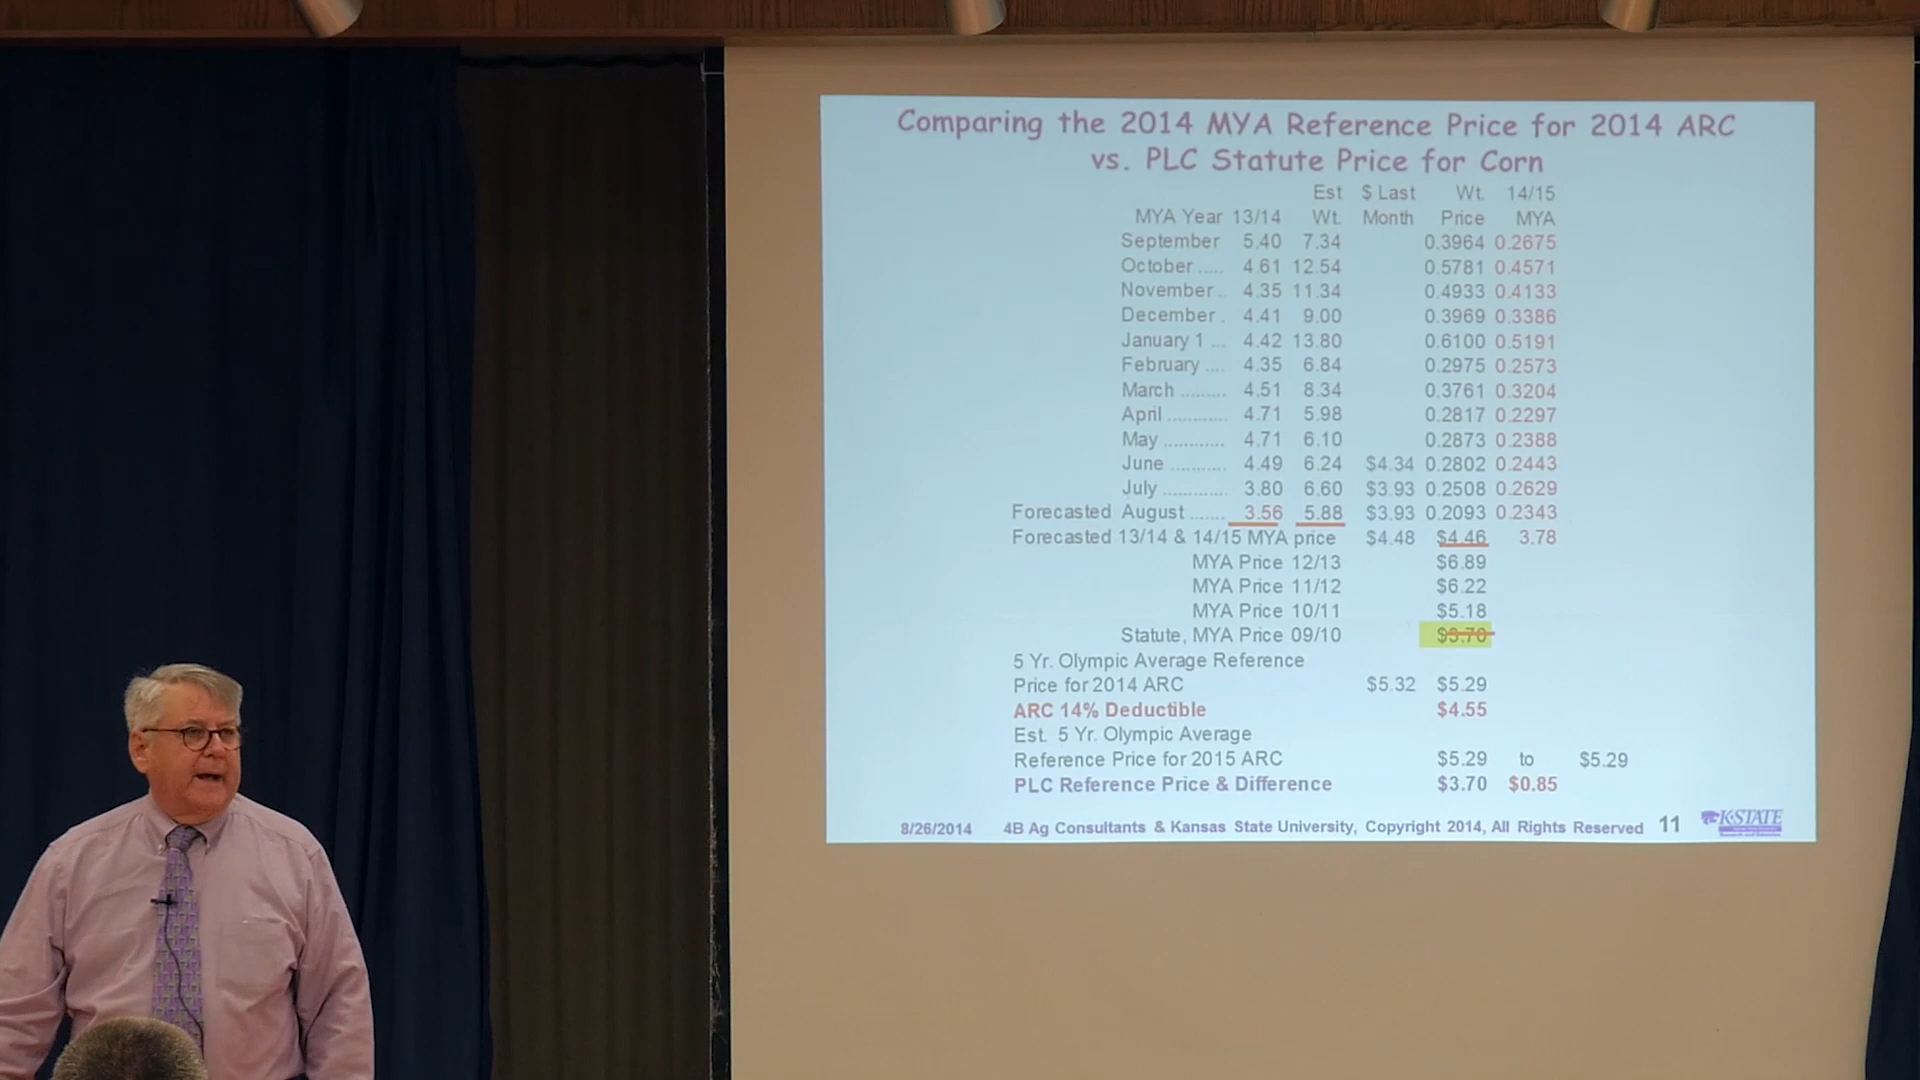 Comparing the 2014 MYA Reference Price for 2014 ARC
vs. PLC Statute Price for Corn
Est $ Last Wt. 14/15
MYA Year 13/14 Wt. Month Price MYA
September 5.40 7.34 0.3964 0.2675
October ..... 4.61 12.54 0.5781 0.4571
November .. 4.35 11.34 0.4933 0.4133
December . 4.41 9.00 0.3969 0.3386
January 1 ... 4.42 13.80 0.6100 0.5191
February .... 4.35 6.84 0.2975 0.2573
March ......... 4.51 8.34 0.3761 0.3204
April ............ 4.71 5.98 0.2817 0.2297
May ............ 4.71 6.10 0.2873 0.2388
June ........... 4.49 6.24 $4.34 0.2802 0.2443
July ............. 3.80 6.60 $3.93 0.2508 0.2629
Forecasted August ....... 3.56 5.88 $3.93 0.2093 0.2343
Forecasted 13/14 & 14/15 MYA price $4.48 $4.46 3.78
MYA Price 12/13 $6.89
MYA Price 11/12 $6.22
MYA Price 10/11 $5.18
Statute, MYA Price 09/10 $3.70
5 Yr. Olympic Average Reference
Price for 2014 ARC $5.32 $5.29
ARC 14% Deductible $4.55
Est. 5 Yr. Olympic Average
Reference Price for 2015 ARC $5.29 to $5.29
PLC Reference Price & Difference $3.70 $0.85
8/26/2014 4B Ag Consultants & Kansas State University, Copyright 2014, All Rights Reserved 11 K-STATE